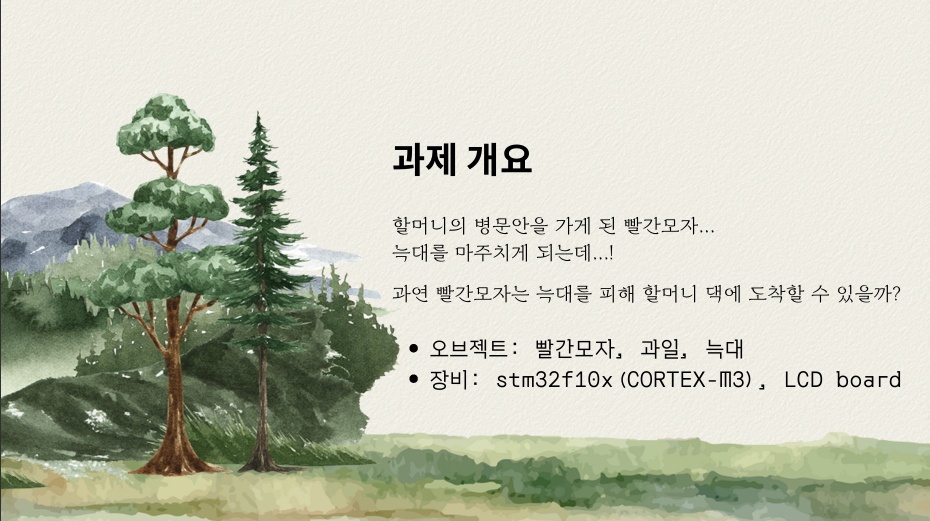 과제 개요
할머니의 병문안을 가게 된 빨간모자...
늑대를 마주치게 되는데...!
과연 빨간모자는 늑대를 피해 할머니 댁에 도착할 수 있을까?
• 오브젝트: 빨간모자, 과일, 늑대
• 장비: stm32f10x(CORTEX-M3), LCD board